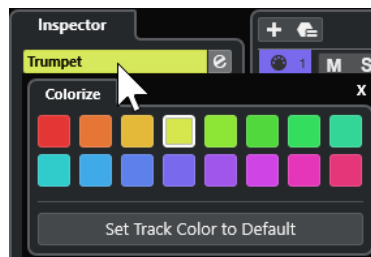 Inspector
Trumpet e
1 M S
Colorize X
Set Track Color to Default